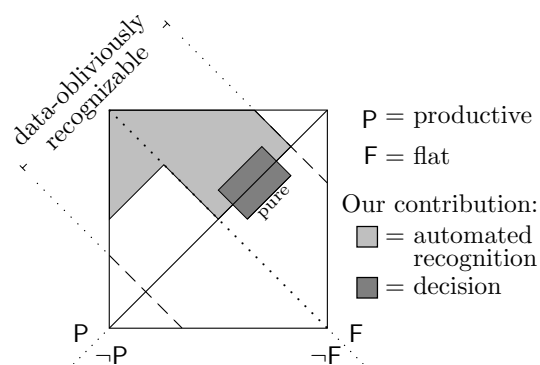 data-obliviously
recognizable
P = productive
F = flat
pure
Our contribution:
= automated
recognition
= decision
P
F
¬P
¬F